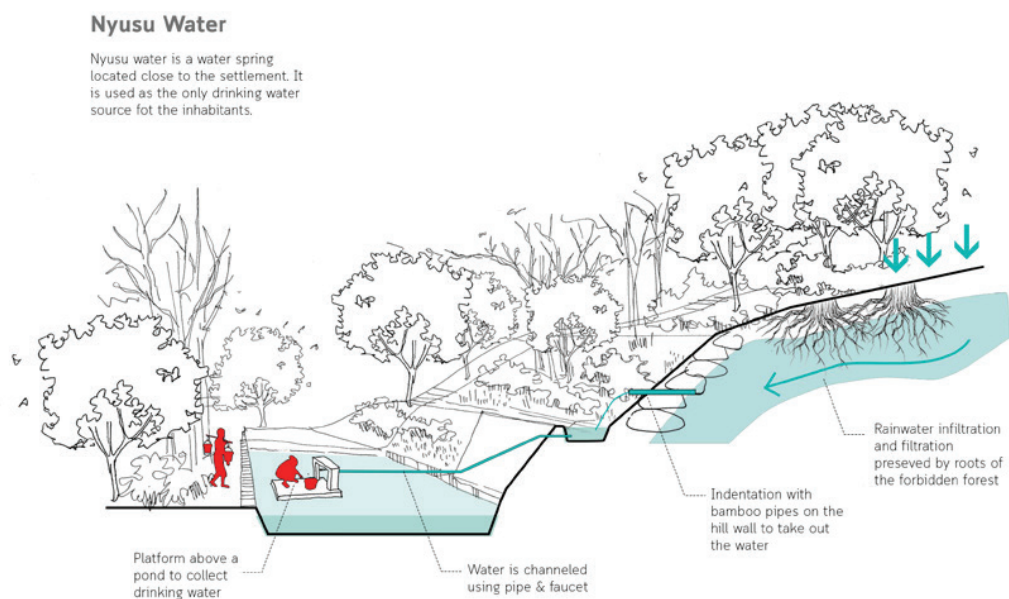 Nyusu Water
Nyusu water is a water spring
located close to the settlement. It
is used as the only drinking water
source fot the inhabitants.
Rainwater infiltration
and filtration
preseved by roots of
the forbidden forest
Indentation with
bamboo pipes on the
hill wall to take out
the water
Platform above a
pond to collect
drinking water
Water is channeled
using pipe & faucet